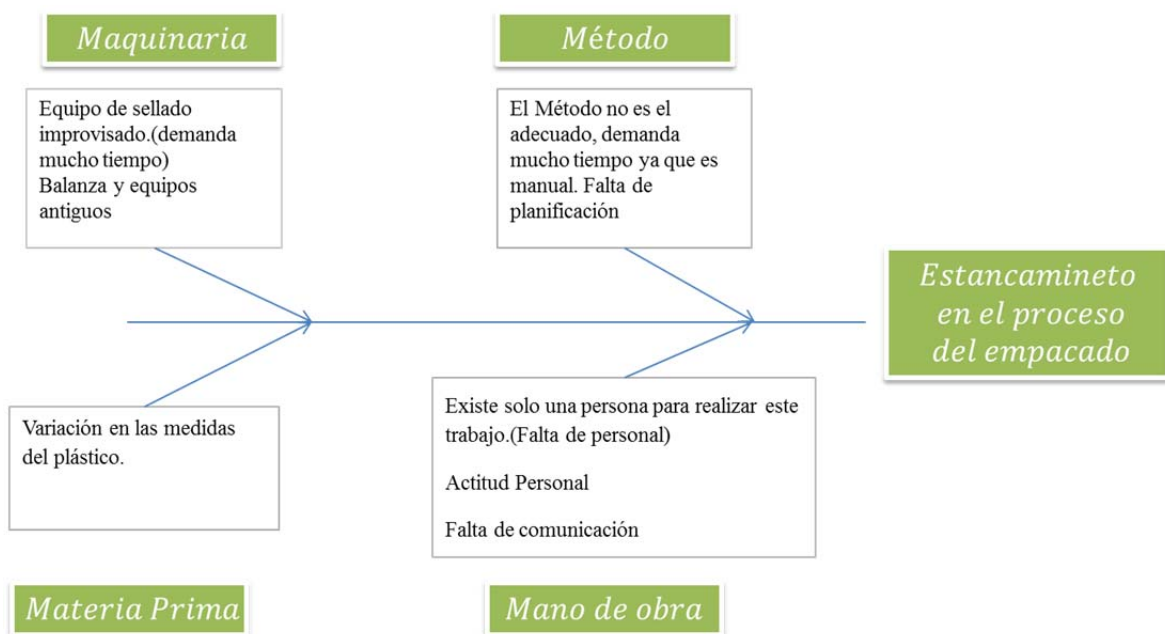 Maquinaria
Método
Equipo de sellado
improvisado.(demanda
mucho tiempo)
Balanza y equipos
antiguos
El Método no es el
adecuado, demanda
mucho tiempo ya que es
manual. Falta de
planificación
Estancamineto
en el proceso
del empacado
Variación en las medidas
del plástico.
Existe solo una persona para realizar este
trabajo.(Falta de personal)
Actitud Personal
Falta de comunicación
Materia Prima
Mano de obra